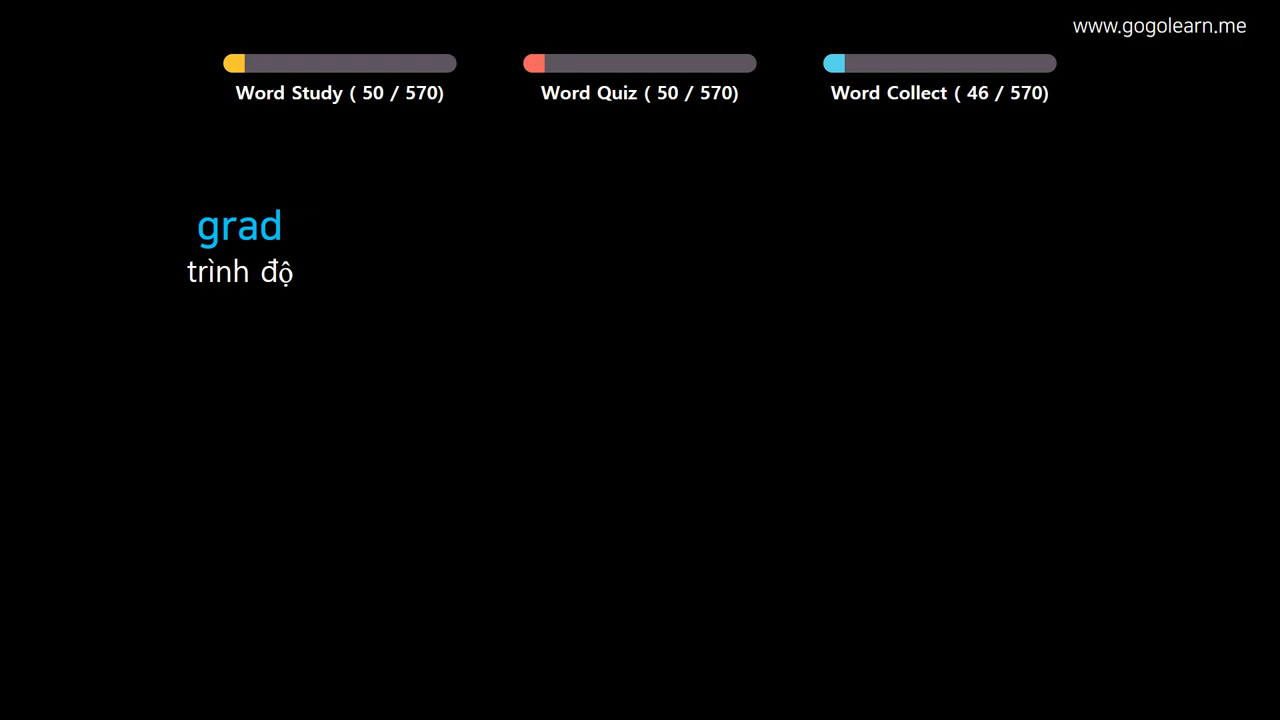 www.gogolearn.me
Word Study ( 50 / 570)
Word Quiz ( 50 / 570)
Word Collect ( 46 / 570)
grad
trình độ